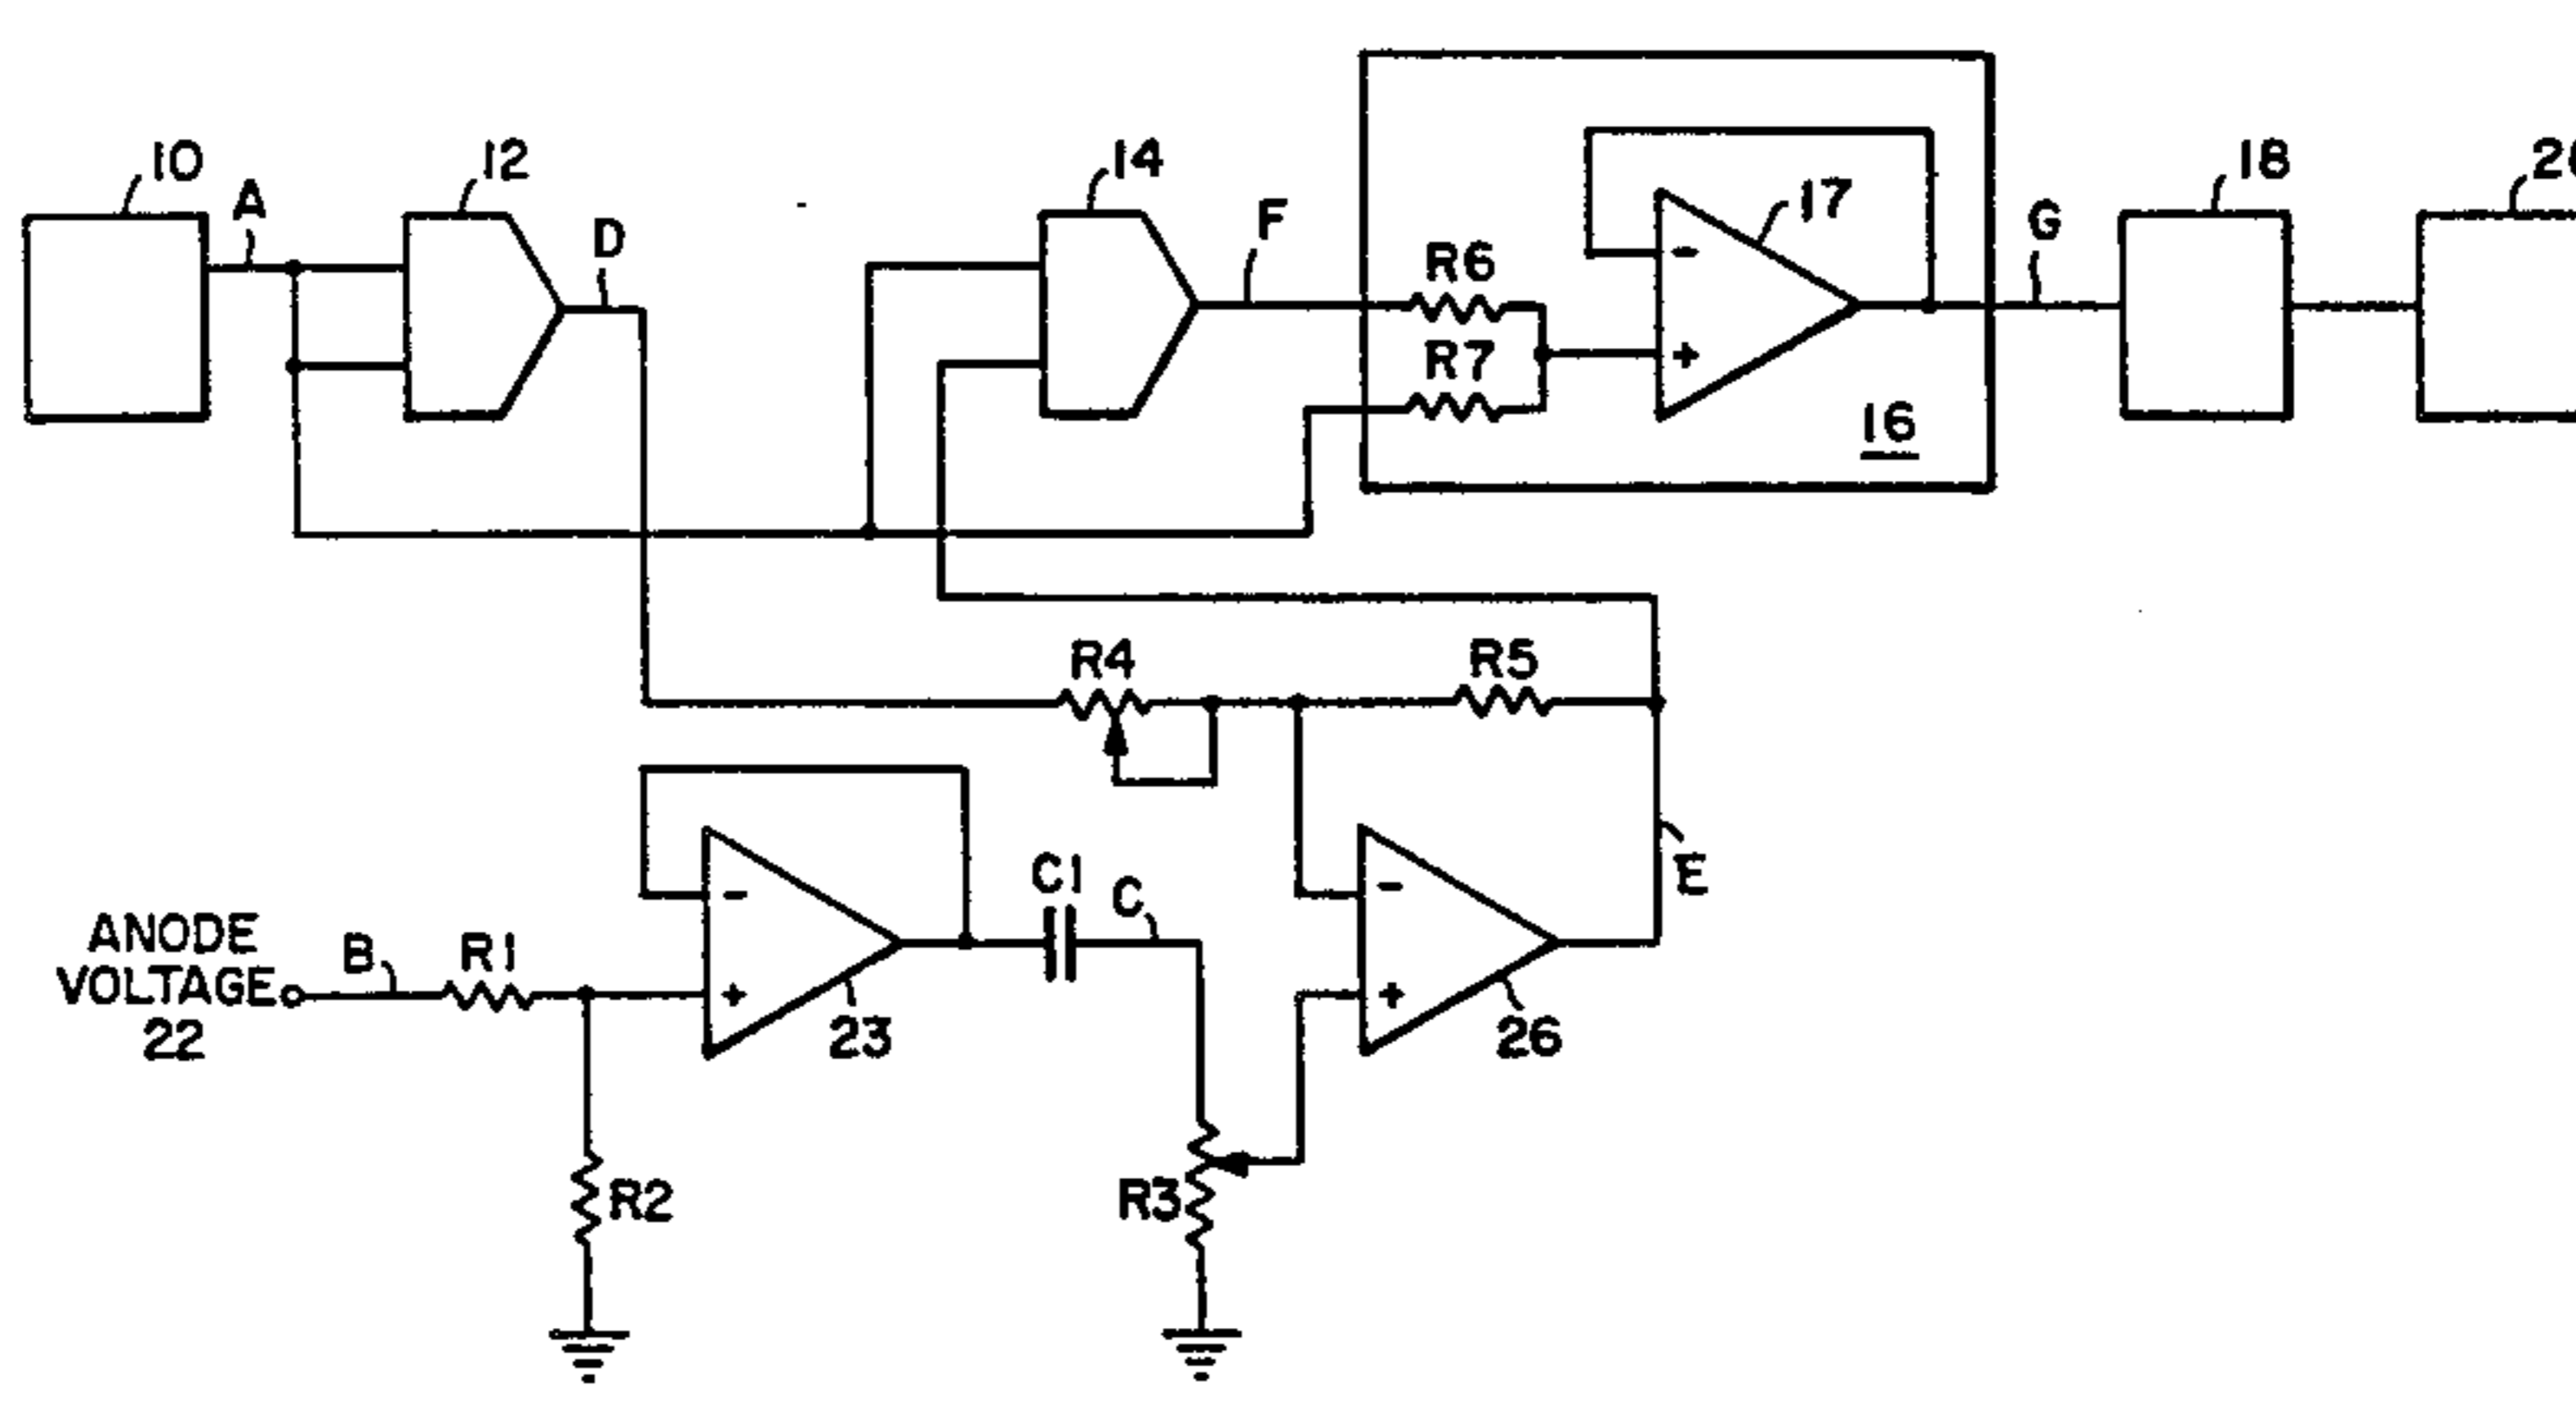 10
A
12
D
14
F
R6
R7
17
16
G
18
R4
R5
E
ANODE
VOLTAGE
22
B
R1
R2
-
+
23
C1
C
R3
-
+
26
-
+